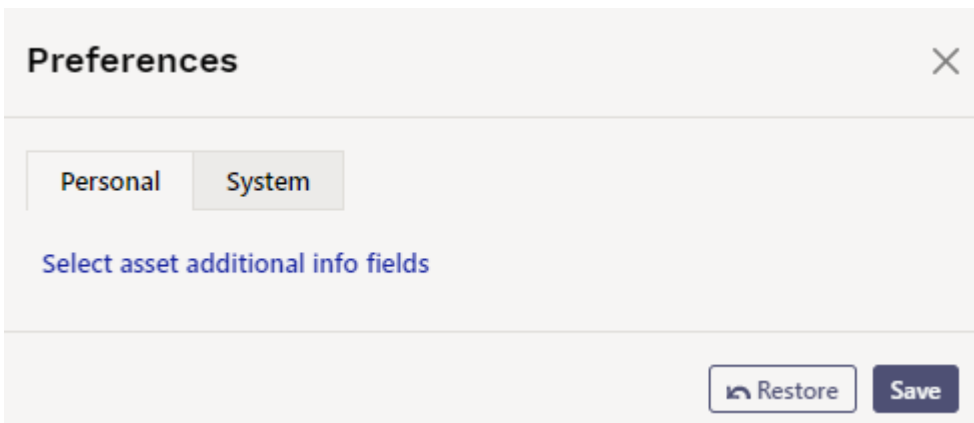 Preferences
Personal System
Select asset additional info fields
Restore Save